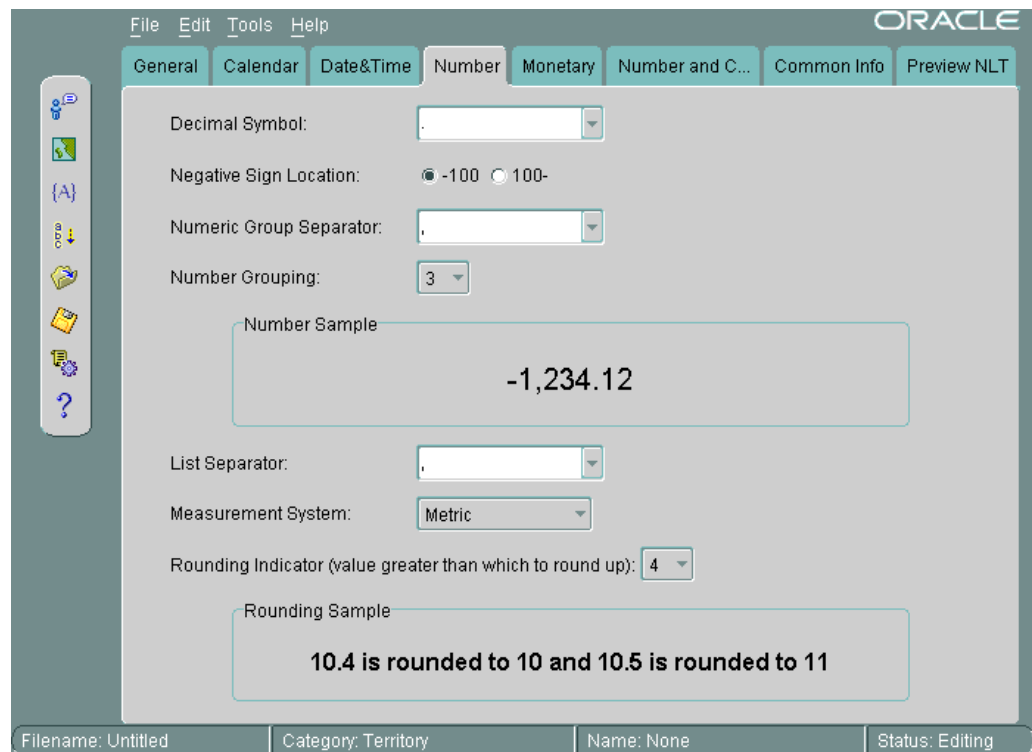 File Edit Tools Help
ORACLE
General Calendar Date&Time Number Monetary Number and C... Common Info Preview NLT
{A}
a
b
c
?
Decimal Symbol: .
Negative Sign Location: -100 100-
Numeric Group Separator: ,
Number Grouping: 3
Number Sample
-1,234.12
List Separator: ,
Measurement System: Metric
Rounding Indicator (value greater than which to round up): 4
Rounding Sample
10.4 is rounded to 10 and 10.5 is rounded to 11
Filename: Untitled Category: Territory Name: None Status: Editing